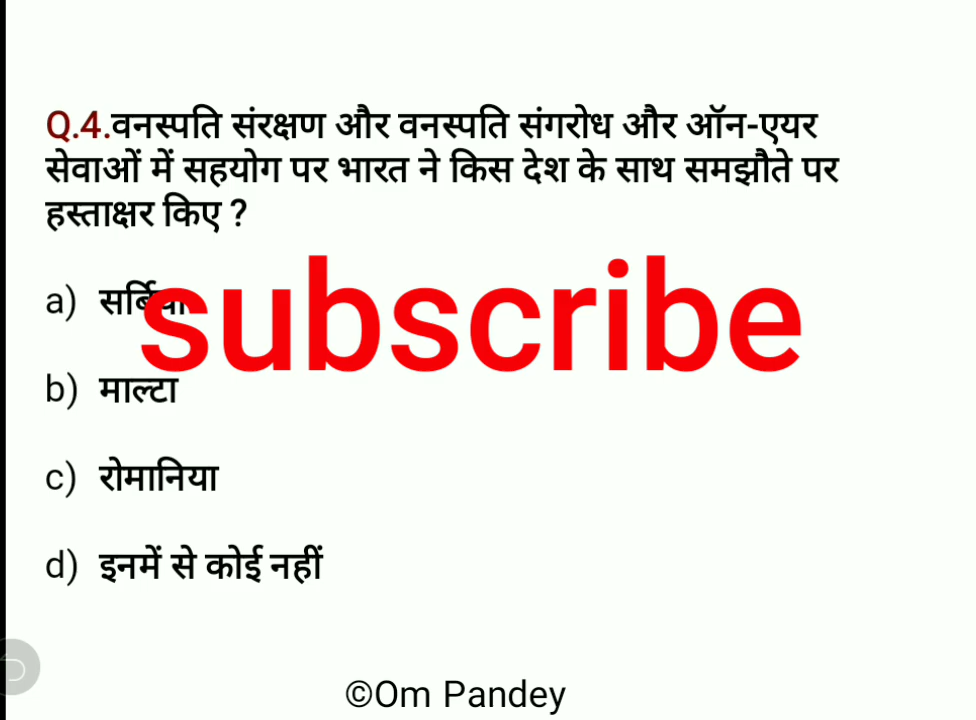 Q.4.वनस्पति संरक्षण और वनस्पति संगरोध और ऑन-एयर
सेवाओं में सहयोग पर भारत ने किस देश के साथ समझौते पर
हस्ताक्षर किए ?
a) सर्बिया
subscribe
b) माल्टा
c) रोमानिया
d) इनमें से कोई नहीं
©Om Pandey